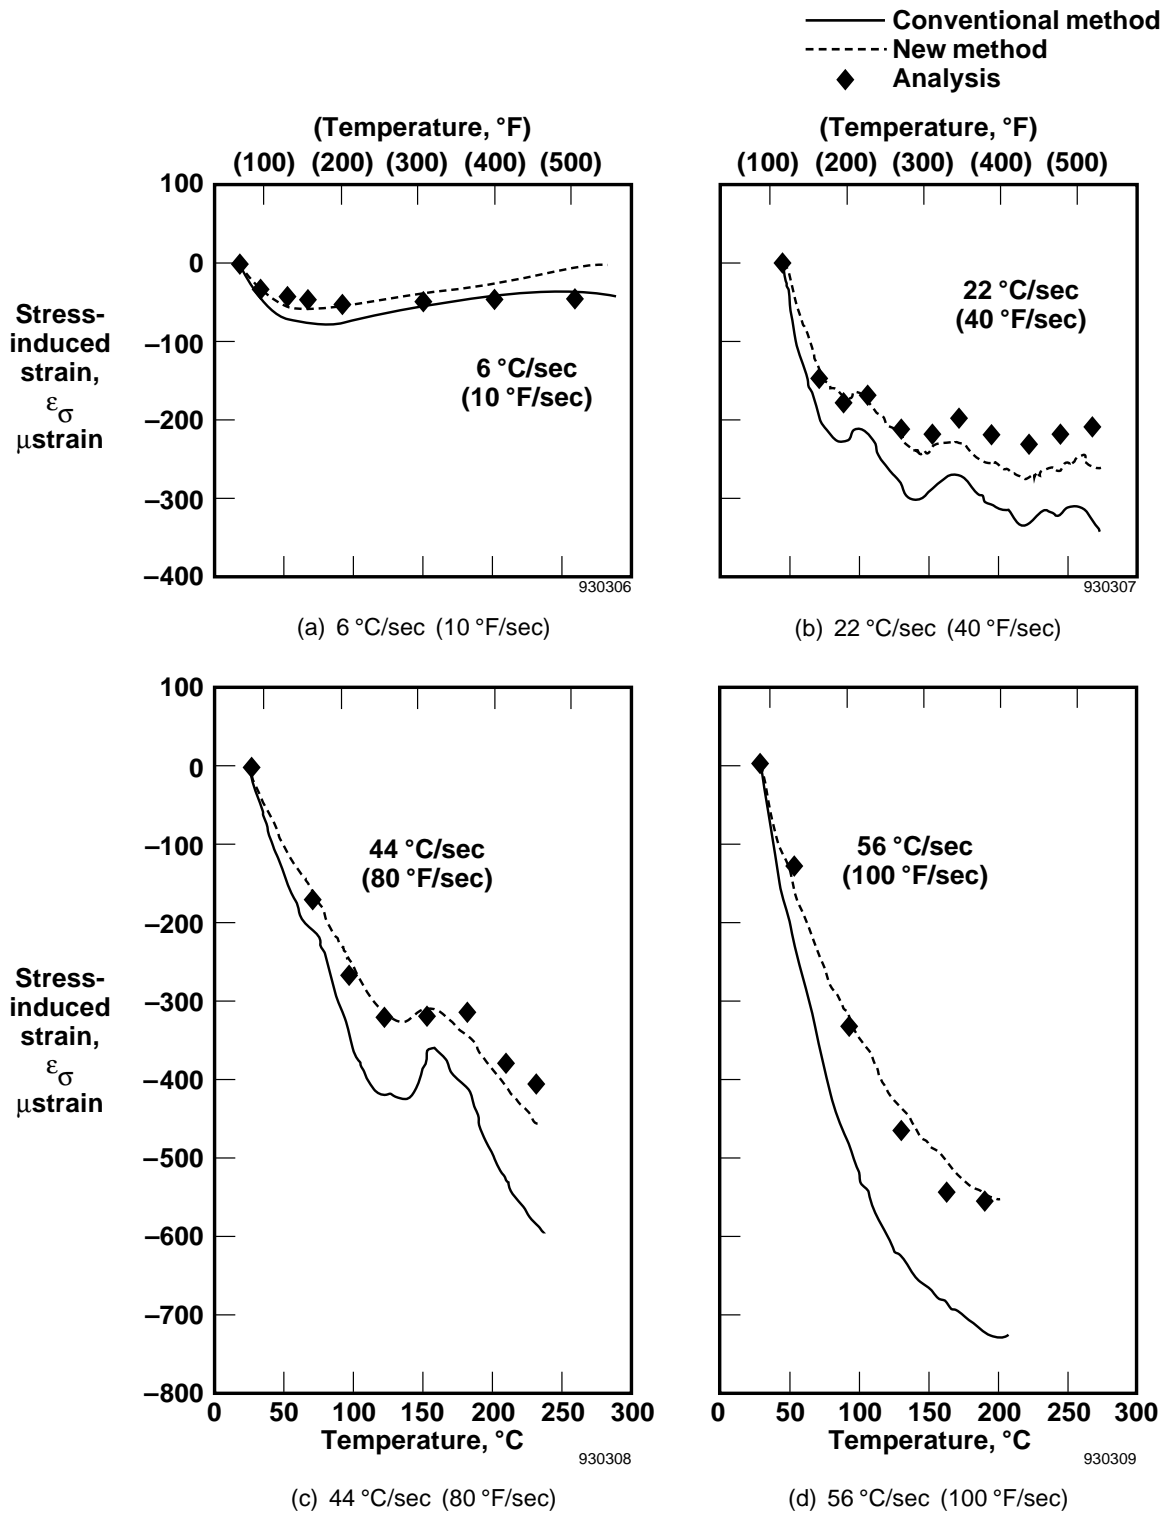 Conventional method
New method
Analysis
(Temperature, °F)
(100) (200) (300) (400) (500)
(Temperature, °F)
(100) (200) (300) (400) (500)
100
0
–100
–200
–300
–400
Stress-
induced
strain,
εσ
μstrain
6 °C/sec
(10 °F/sec)
930306
22 °C/sec
(40 °F/sec)
930307
(a) 6 °C/sec (10 °F/sec)
(b) 22 °C/sec (40 °F/sec)
100
0
–100
–200
–300
–400
–500
–600
–700
–800
Stress-
induced
strain,
εσ
μstrain
44 °C/sec
(80 °F/sec)
0 50 100 150 200 250 300
Temperature, °C
930308
56 °C/sec
(100 °F/sec)
0 50 100 150 200 250 300
Temperature, °C
930309
(c) 44 °C/sec (80 °F/sec)
(d) 56 °C/sec (100 °F/sec)